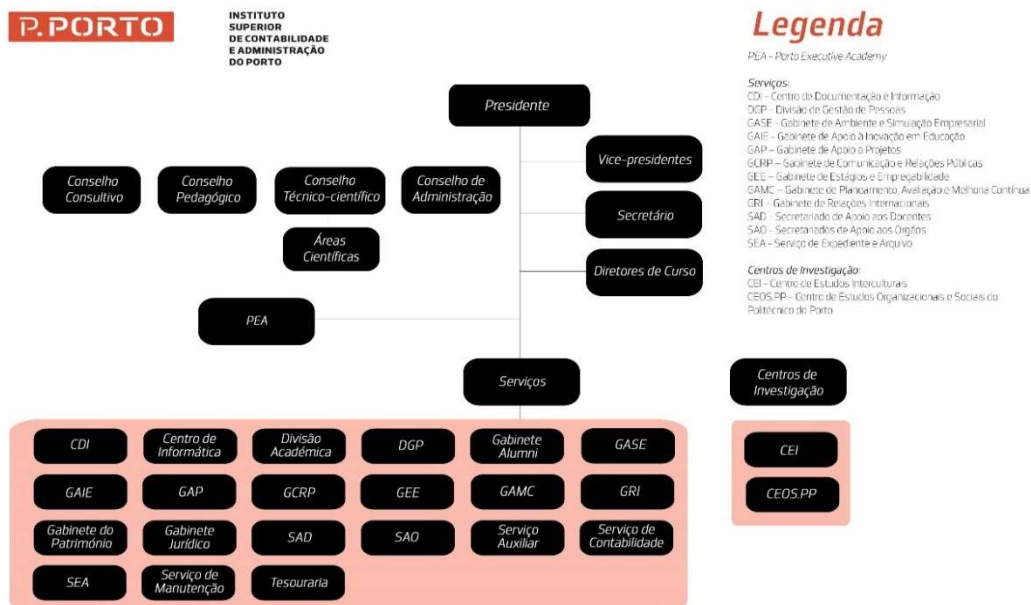 P.PORTO
INSTITUTO
SUPERIOR
DE CONTABILIDADE
E ADMINISTRAÇÃO
DO PORTO
Legenda
PEA - Porto Executive Academy
Serviços:
CDI - Centro de Documentação e Informação
DGP - Divisão de Gestão de Pessoas
GASE - Gabinete de Ambiente e Simulação Empresarial
GAIE - Gabinete de Apoio à Inovação em Educação
GAP - Gabinete de Apoio a Projetos
GCRP - Gabinete de Comunicação e Relações Públicas
GEE - Gabinete de Estágios e Empregabilidade
GAMC - Gabinete de Planeamento, Avaliação e Melhoria Contínua
GRI - Gabinete de Relações Internacionais
SAD - Secretariado de Apoio aos Docentes
SAO - Secretariados de Apoio aos Orgãos
SEA - Serviço de Expediente e Arquivo
Centros de Investigação:
CEI - Centro de Estudos Interculturais
CEOS.PP - Centro de Estudos Organizacionais e Sociais do
Politécnico do Porto
Presidente
Vice-presidentes
Conselho
Consultivo
Conselho
Pedagógico
Conselho
Técnico-científico
Conselho de
Administração
Secretário
Áreas
Científicas
Diretores de Curso
PEA
Serviços
Centros de
Investigação
CDI
Centro de
Informática
Divisão
Académica
DGP
Gabinete
Alumni
GASE
CEI
GAIE
GAP
GCRP
GEE
GAMC
GRI
CEOS.PP
Gabinete do
Património
Gabinete
Jurídico
SAD
SAO
Serviço
Auxiliar
Serviço de
Contabilidade
SEA
Serviço de
Manutenção
Tesouraria